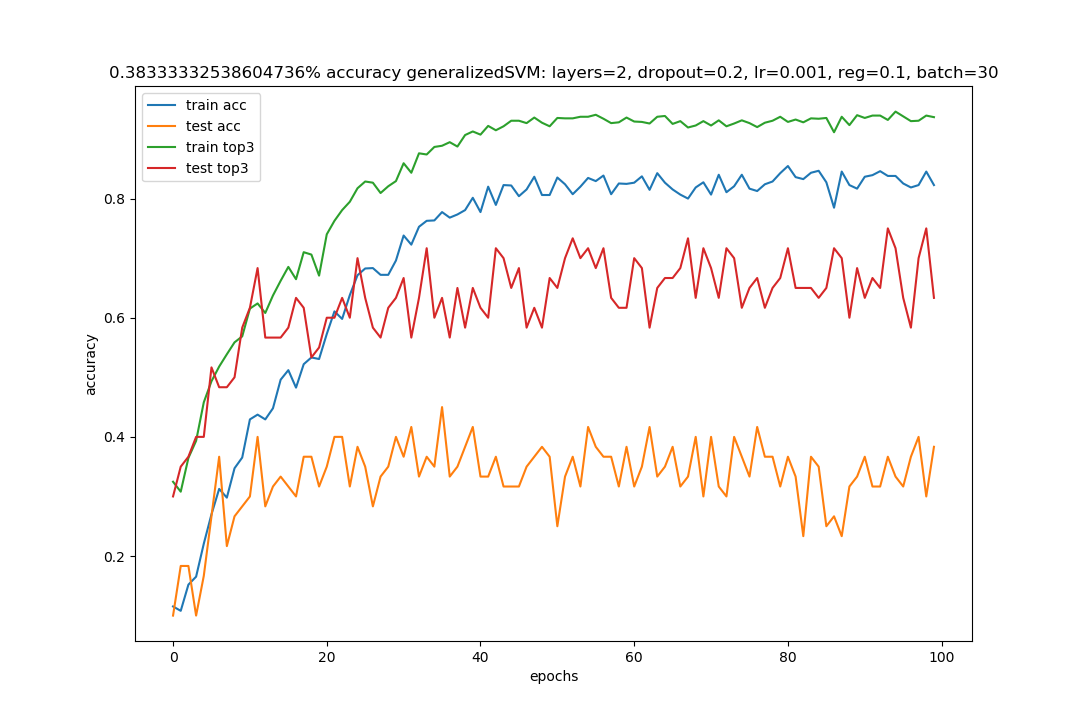 0.38333332538604736% accuracy generalizedSVM: layers=2, dropout=0.2, lr=0.001, reg=0.1, batch=30
train acc
test acc
train top3
test top3
0.8
0.6
0.4
0.2
accuracy
0 20 40 60 80 100
epochs